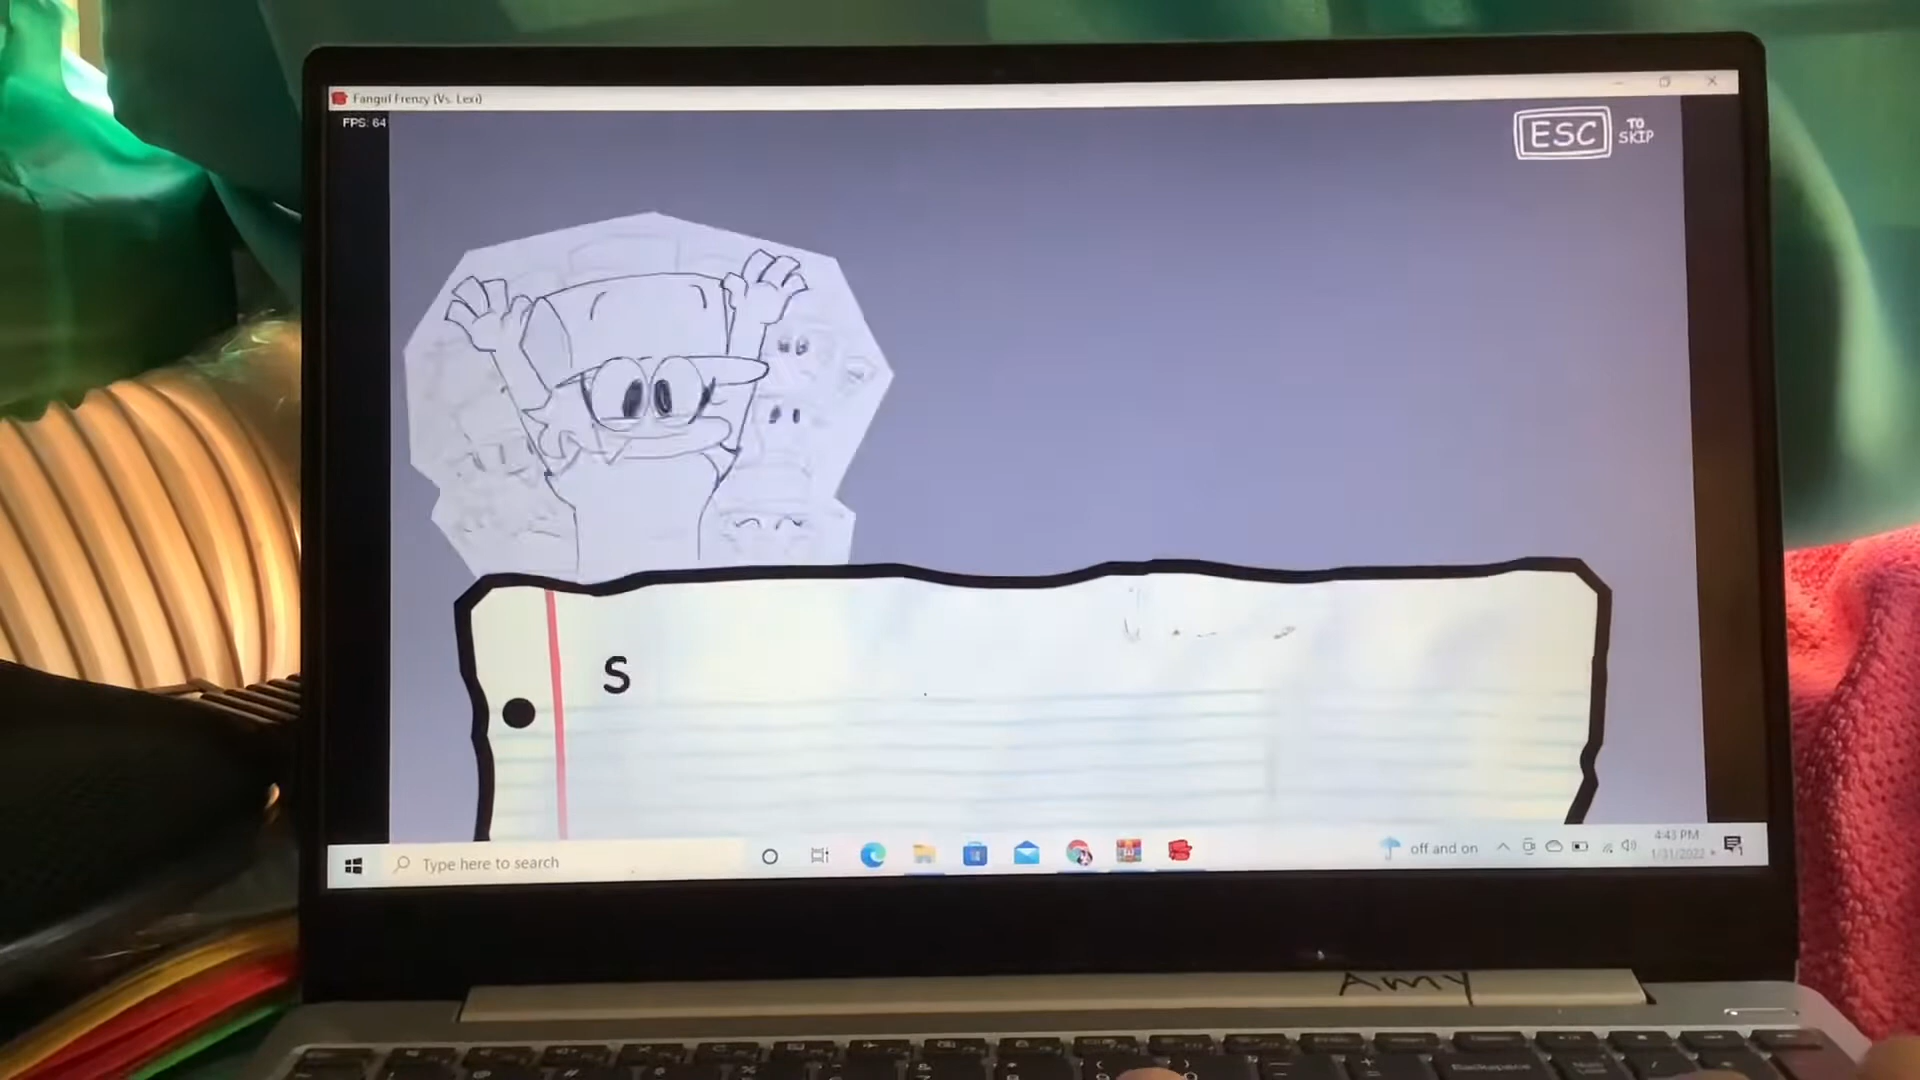 Fangirl Frenzy (Vs. Lexi)
FPS: 64
ESC TO SKIP
S
Type here to search
off and on
4:43 PM
1/31/2022
Amy
Backspace